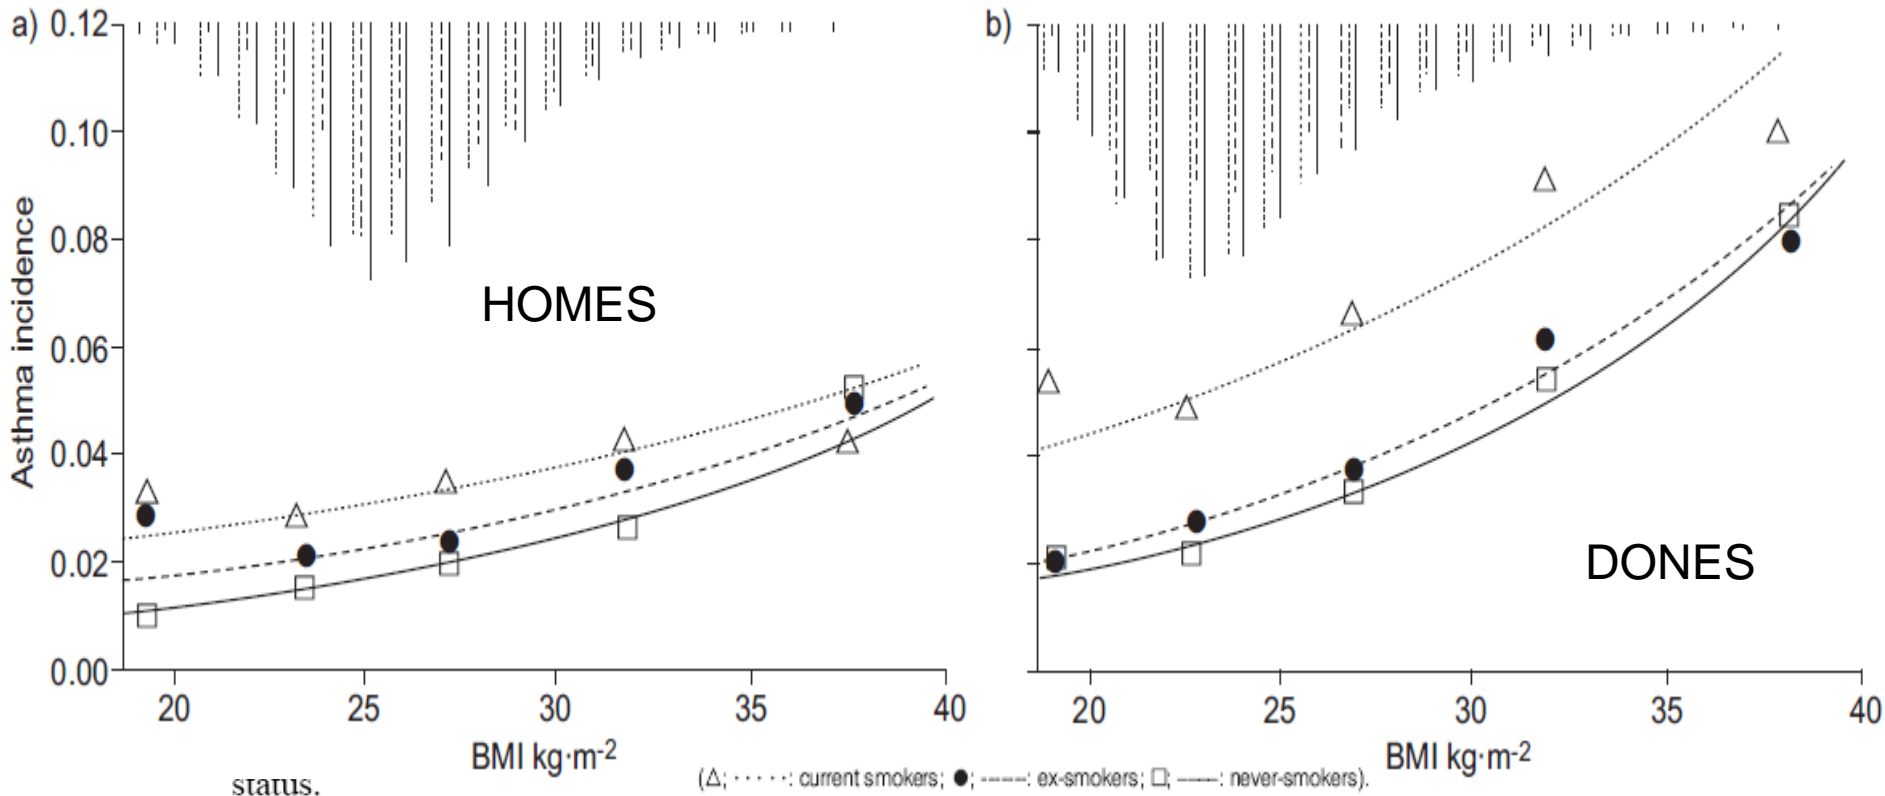 a) 0.12
0.10
0.08
0.06
0.04
0.02
0.00
Asthma incidence
HOMES
20 25 30 35 40
BMI kg·m-2
b)
DONES
20 25 30 35 40
BMI kg·m-2
(△; · · · · ·: current smokers; ●; -----: ex-smokers; □; ——: never-smokers).
status.